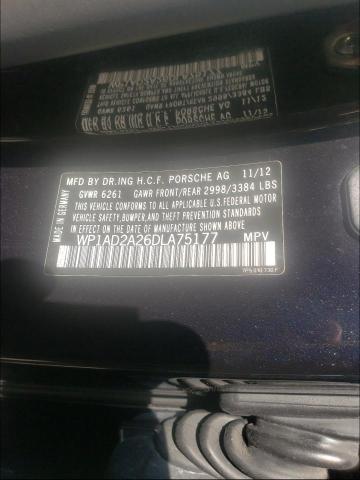 MFD BY DR.ING H.C.F. PORSCHE AG 11/12
GVWR 6261 GAWR FRONT/REAR 2998/3384 LBS
THIS VEHICLE CONFORMS TO ALL APPLICABLE
U.S. FEDERAL MOTOR VEHICLE
SAFETY, BUMPER, AND THEFT PREVENTION STANDARDS
IN EFFECT ON THE DATE OF MANUFACTURE SHOWN ABOVE.
WP1AD2A26DLA75177 MPV
MADE IN GERMANY